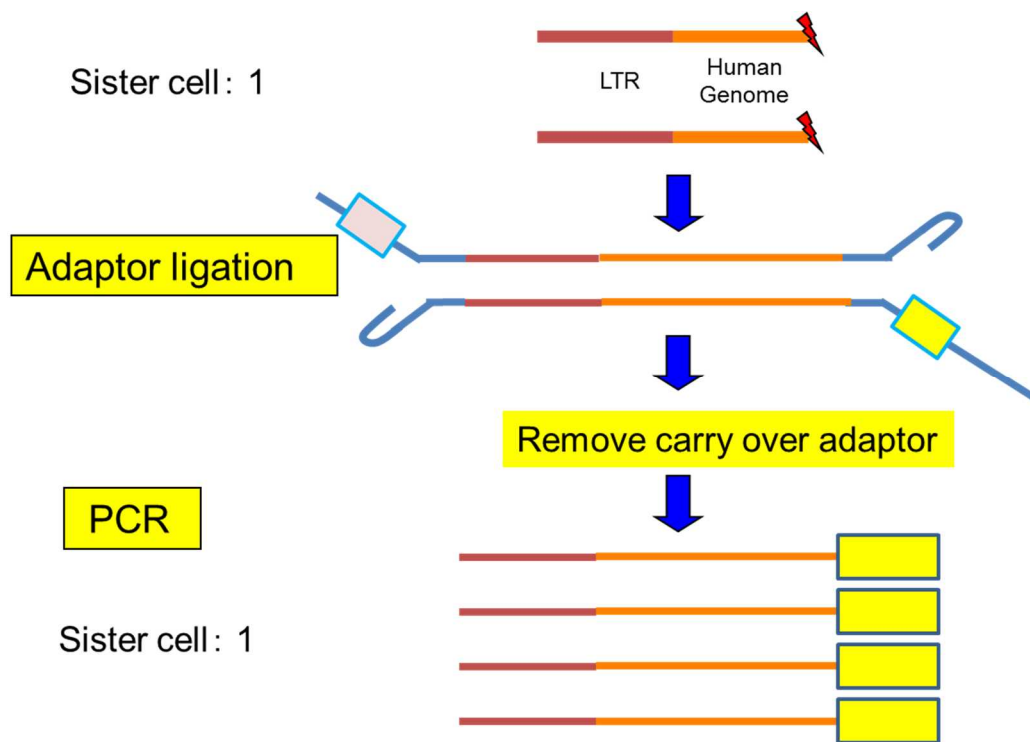 Sister cell: 1
LTR
Human
Genome
Adaptor ligation
Remove carry over adaptor
PCR
Sister cell: 1